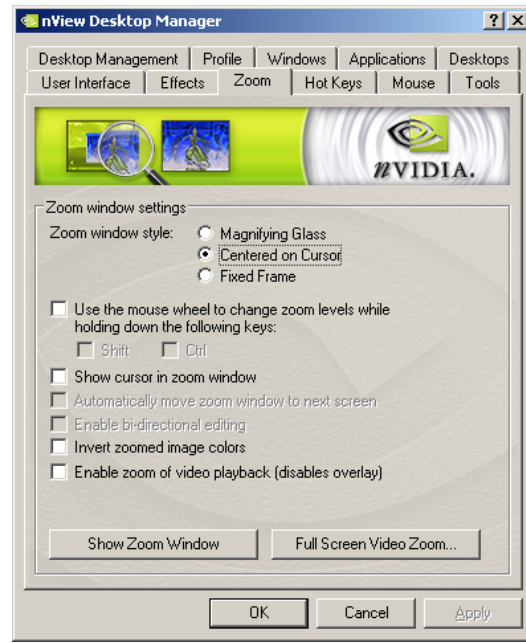 nView Desktop Manager
Desktop Management Profile Windows Applications Desktops
User Interface Effects Zoom Hot Keys Mouse Tools
nVIDIA.
Zoom window settings
Zoom window style: Magnifying Glass
Centered on Cursor
Fixed Frame
Use the mouse wheel to change zoom levels while
holding down the following keys:
Shift Ctrl
Show cursor in zoom window
Automatically move zoom window to next screen
Enable bi-directional editing
Invert zoomed image colors
Enable zoom of video playback (disables overlay)
Show Zoom Window Full Screen Video Zoom...
OK Cancel Apply